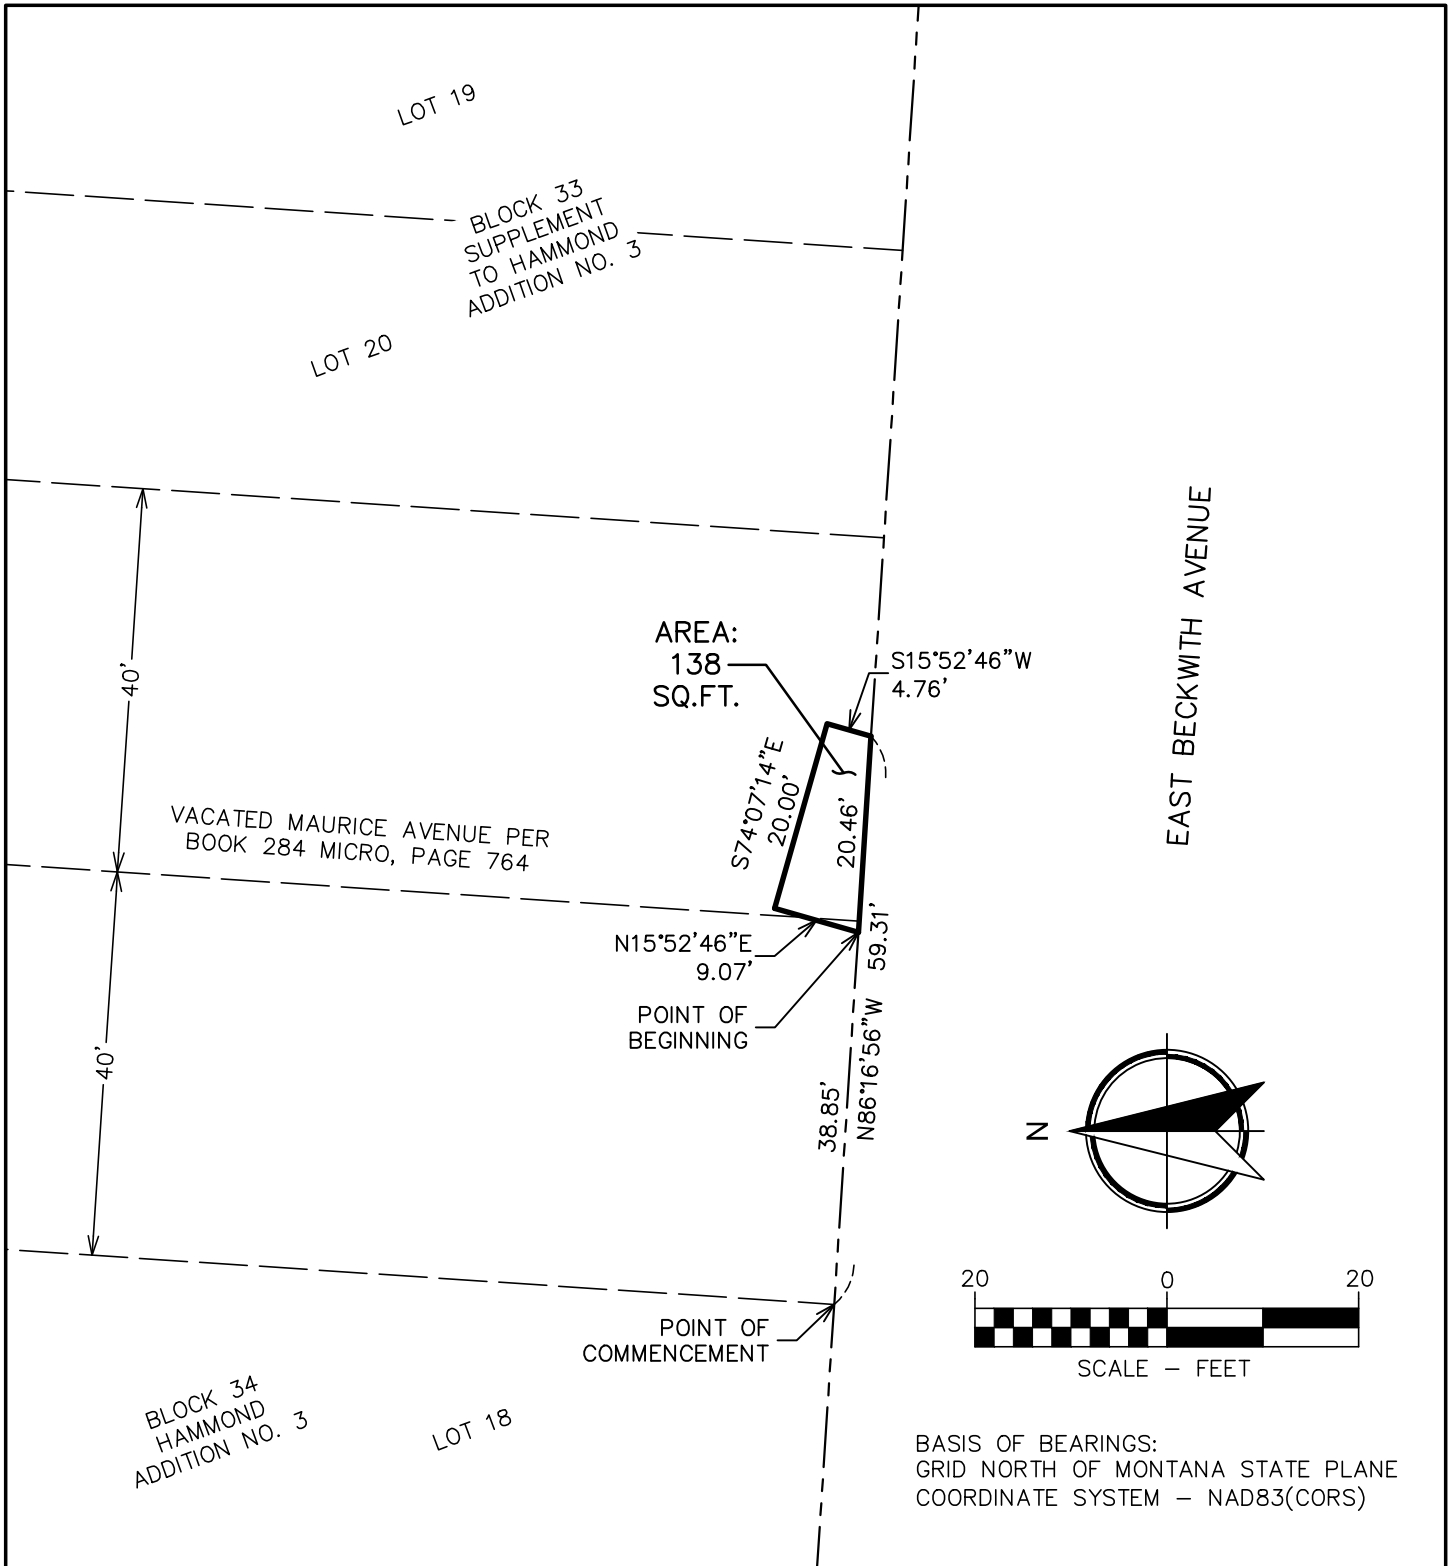 LOT 19
BLOCK 33
SUPPLEMENT
TO HAMMOND
ADDITION NO. 3
LOT 20
40'
AREA:
138
SQ.FT.
S15°52'46"W
4.76'
EAST BECKWITH AVENUE
S74°07'14"E
20.00'
20.46'
VACATED MAURICE AVENUE PER
BOOK 284 MICRO, PAGE 764
N15°52'46"E
9.07'
59.31'
POINT OF
BEGINNING
40'
38.85'
N86°16'56"W
N
20 0 20
SCALE – FEET
POINT OF
COMMENCEMENT
BLOCK 34
HAMMOND
ADDITION NO. 3
LOT 18
BASIS OF BEARINGS:
GRID NORTH OF MONTANA STATE PLANE
COORDINATE SYSTEM – NAD83(CORS)